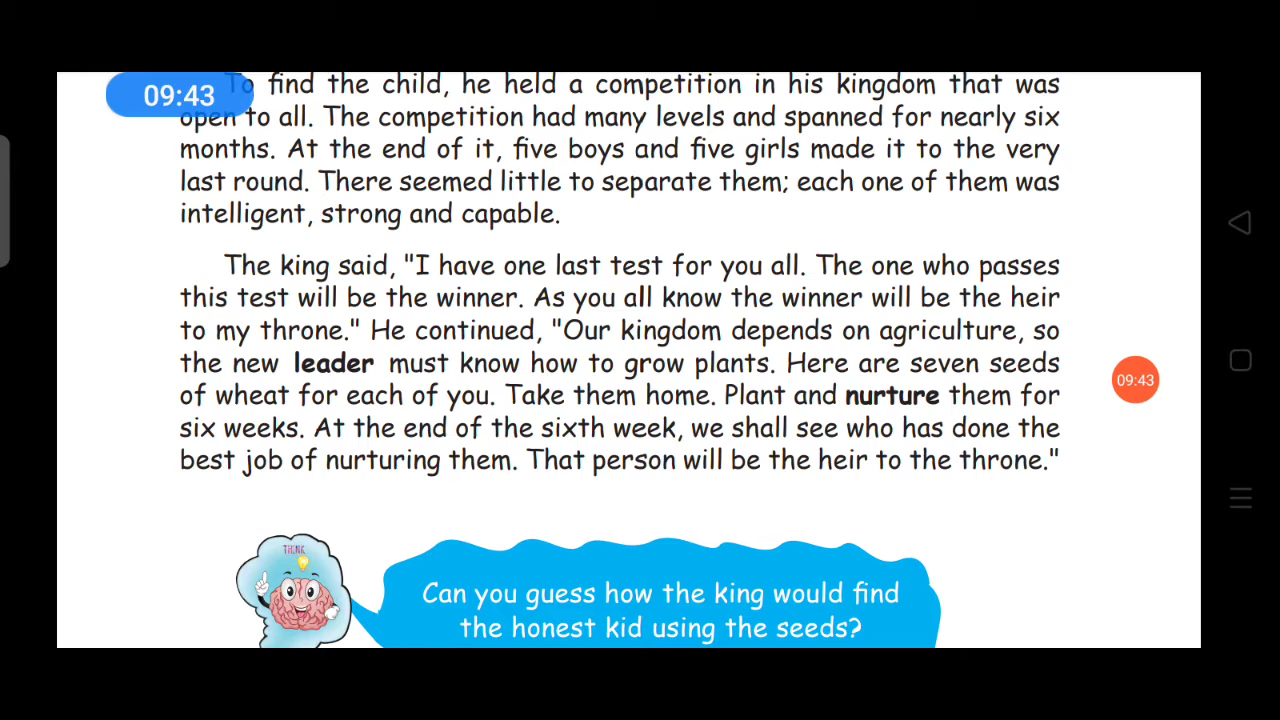 09:43
To find the child, he held a competition in his kingdom that was
open to all. The competition had many levels and spanned for nearly six
months. At the end of it, five boys and five girls made it to the very
last round. There seemed little to separate them; each one of them was
intelligent, strong and capable.
The king said, "I have one last test for you all. The one who passes
this test will be the winner. As you all know the winner will be the heir
to my throne." He continued, "Our kingdom depends on agriculture, so
the new leader must know how to grow plants. Here are seven seeds
of wheat for each of you. Take them home. Plant and nurture them for
six weeks. At the end of the sixth week, we shall see who has done the
best job of nurturing them. That person will be the heir to the throne."
09:43
THINK
Can you guess how the king would find
the honest kid using the seeds?